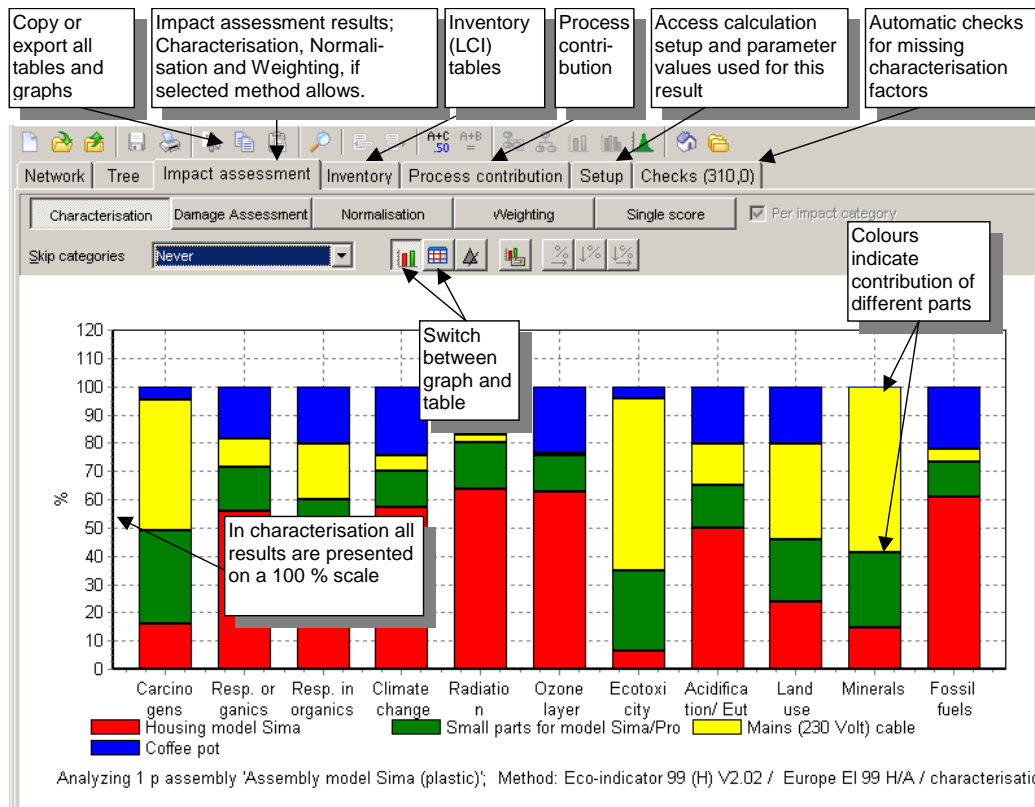 Copy or
export all
tables and
graphs
Impact assessment results;
Characterisation, Normali-
sation and Weighting, if
selected method allows.
Inventory
(LCI)
tables
Process
contri-
bution
Access calculation
setup and parameter
values used for this
result
Automatic checks
for missing
characterisation
factors
A+C
.50
A+B
=
Network
Tree
Impact assessment
Inventory
Process contribution
Setup
Checks (310,0)
Characterisation
Damage Assessment
Normalisation
Weighting
Single score
Per impact category
Skip categories
Never
%
↓%
↓%
Colours
indicate
contribution of
different parts
Switch
between
graph and
table
In characterisation all
results are presented
on a 100 % scale
%
120
110
100
90
80
70
60
50
40
30
20
10
0
Carcino
gens
Resp. or
ganics
Resp. in
organics
Climate
change
Radiatio
n
Ozone
layer
Ecotoxi
city
Acidifica
tion/ Eut
Land
use
Minerals
Fossil
fuels
Housing model Sima
Small parts for model Sima/Pro
Mains (230 Volt) cable
Coffee pot
Analyzing 1 p assembly 'Assembly model Sima (plastic)'; Method: Eco-indicator 99 (H) V2.02 / Europe EI 99 H/A / characterisatio